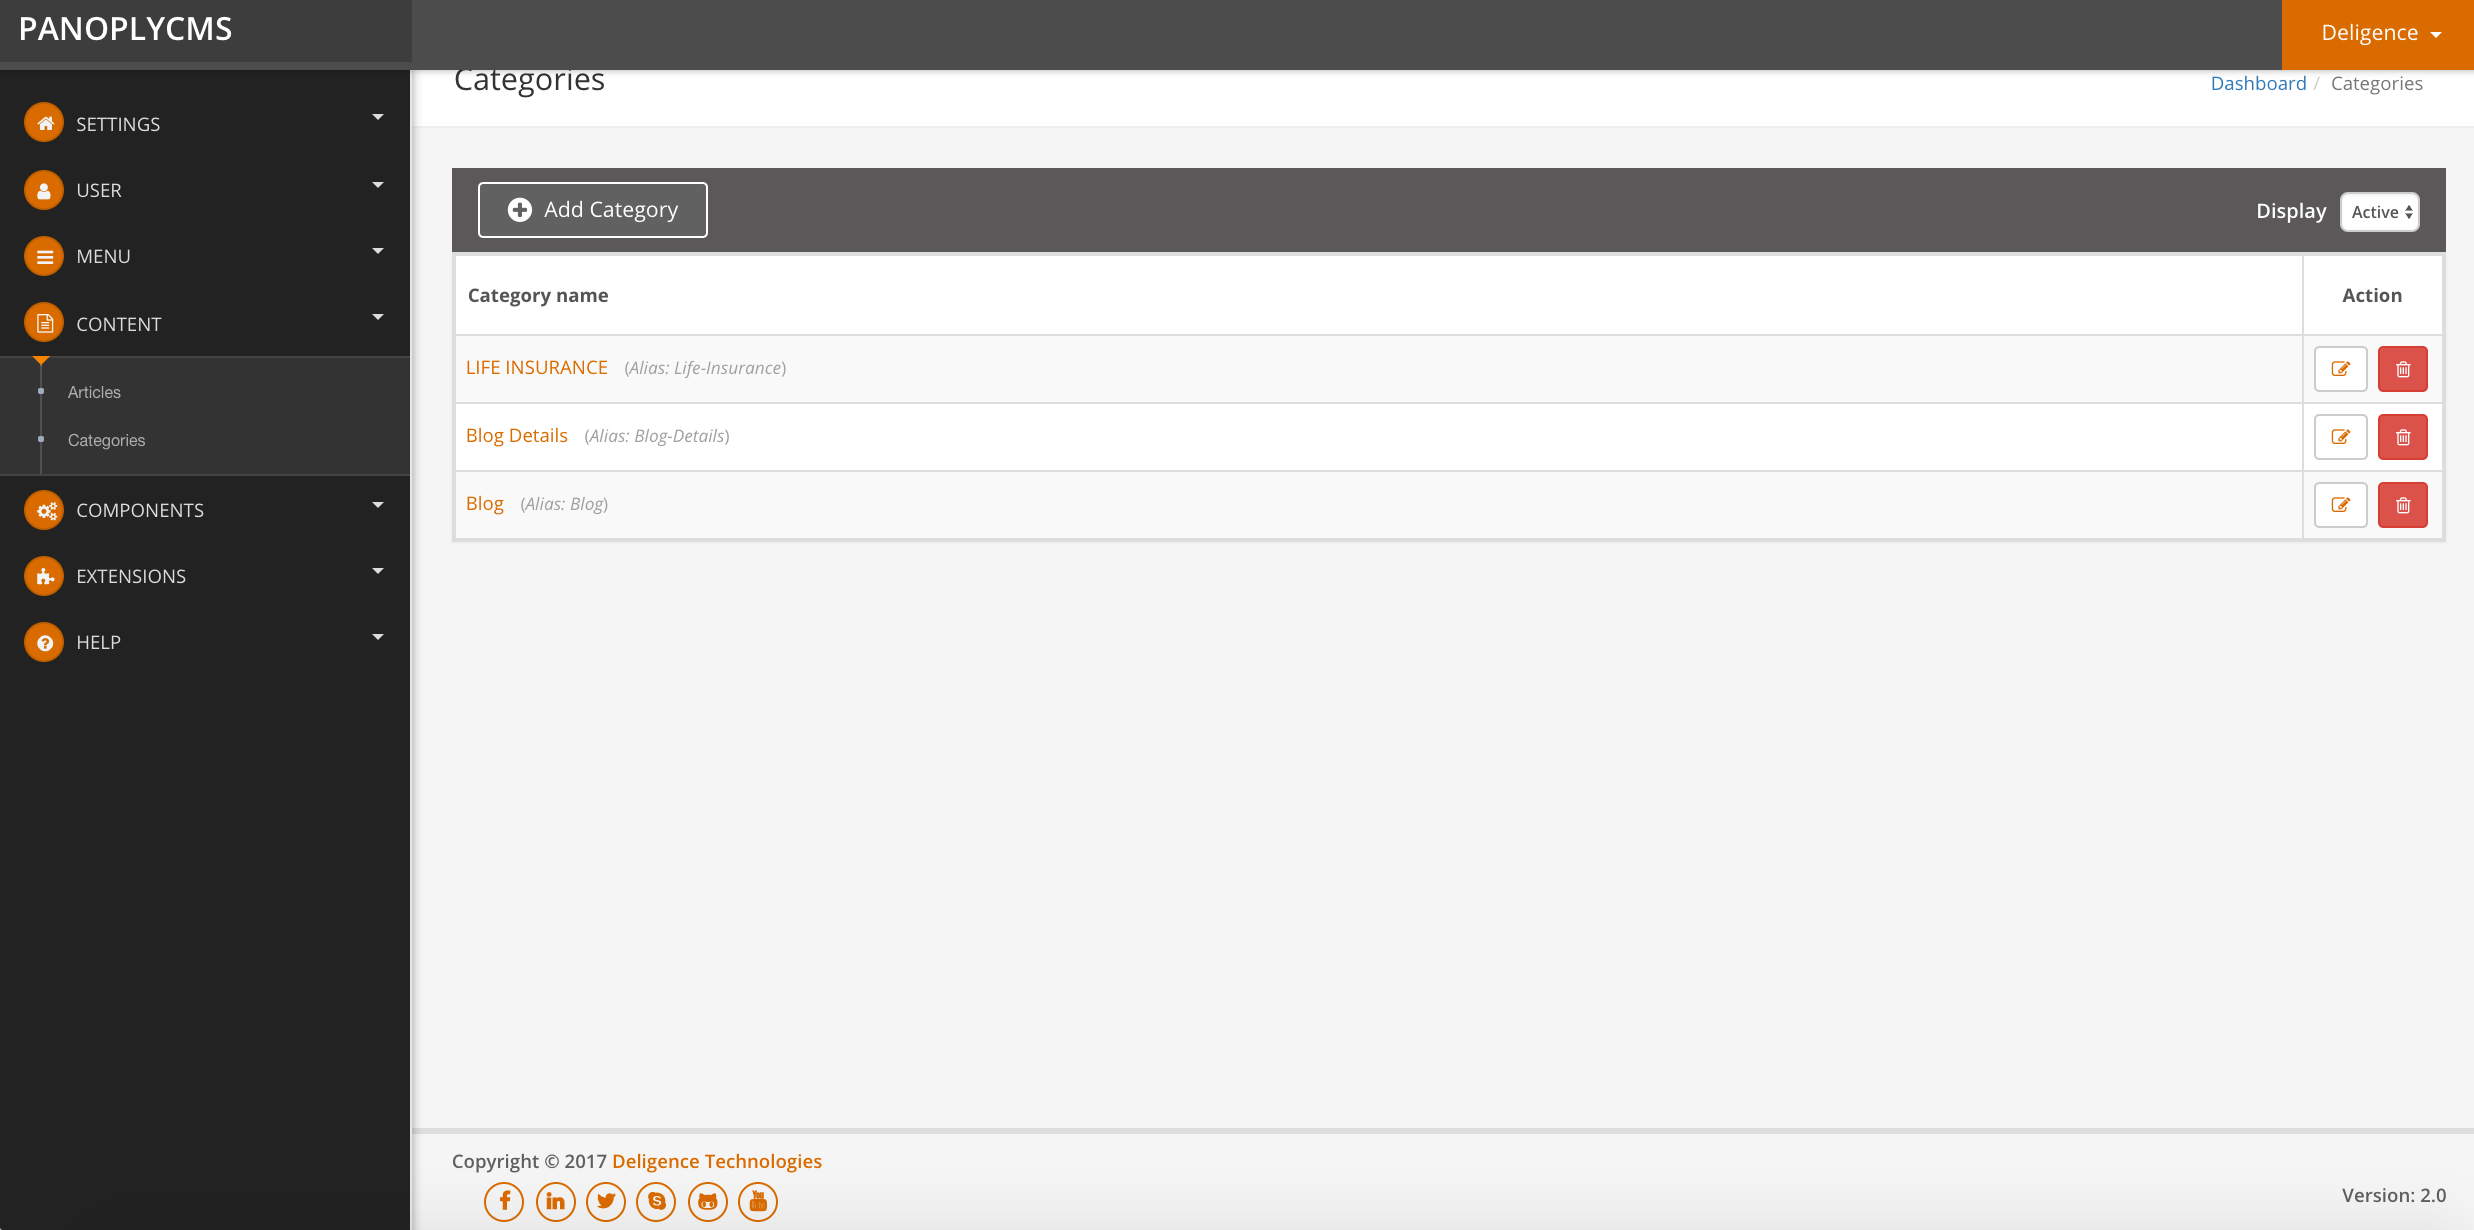 PANOPLYCMS
Deligence
SETTINGS
USER
MENU
CONTENT
Articles
Categories
COMPONENTS
EXTENSIONS
HELP
Categories
Dashboard / Categories
Add Category
Display Active
Category name Action
LIFE INSURANCE (Alias: Life-Insurance)
Blog Details (Alias: Blog-Details)
Blog (Alias: Blog)
Copyright © 2017 Deligence Technologies
Version: 2.0